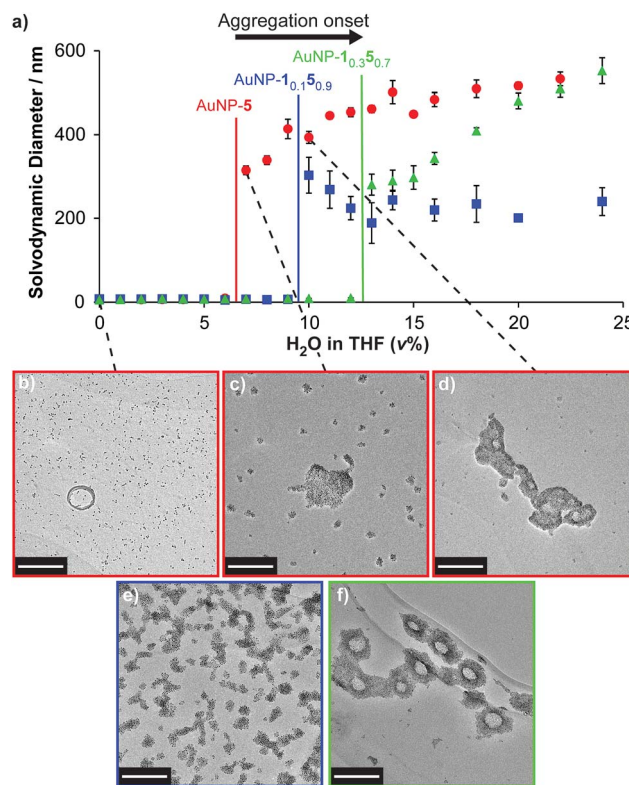 a)
Aggregation onset
600
400
200
0
Solvodynamic Diameter / nm
AuNP-5
AuNP-1₀.₁5₀.₉
AuNP-1₀.₃5₀.₇
0 5 10 15 20 25
H₂O in THF (v%)
b)
c)
d)
e)
f)